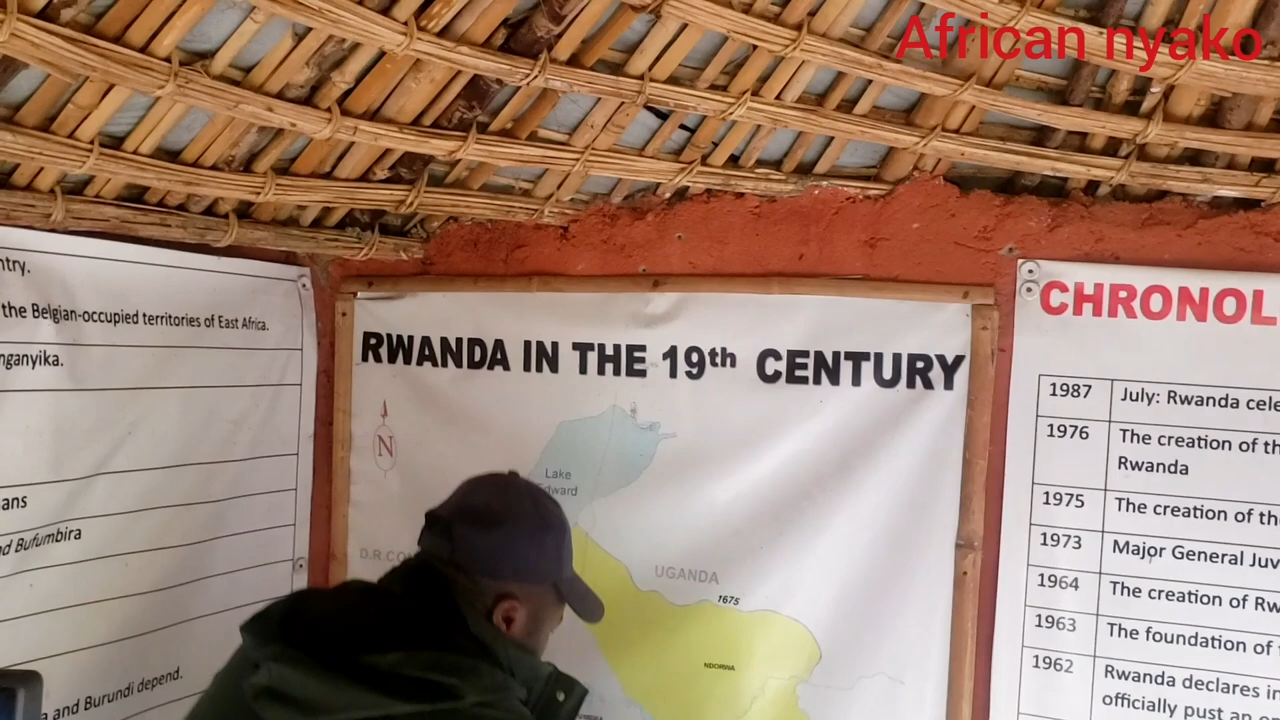 African nyako
ntry.
the Belgian-occupied territories of East Africa.
nganyika.
ans
nd Bufumbira
a and Burundi depend.
RWANDA IN THE 19th CENTURY
N
Lake
dward
D.R.CO
UGANDA
1675
NDORWA
CHRONOL
1987 July: Rwanda cele
1976 The creation of th
Rwanda
1975 The creation of th
1973 Major General Juv
1964 The creation of Rw
1963 The foundation of
1962 Rwanda declares in
officially pust an e